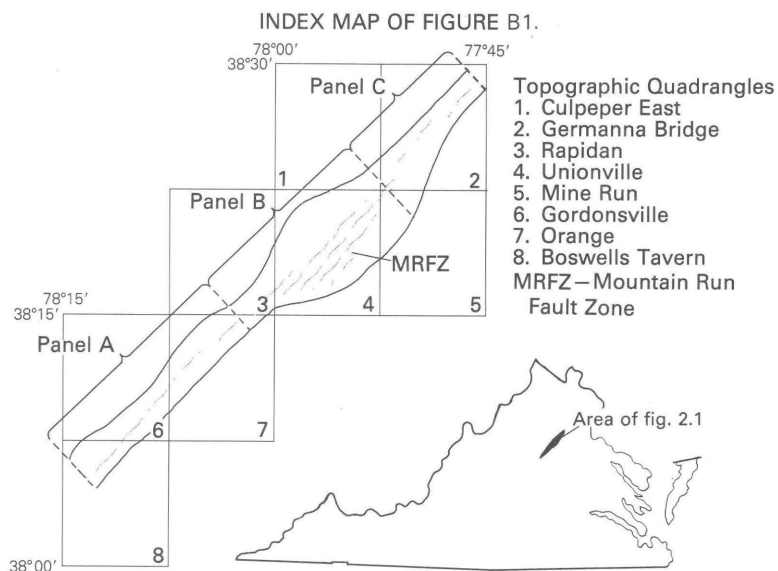 INDEX MAP OF FIGURE B1.
78°00′
77°45′
38°30′
Panel C
Topographic Quadrangles
1. Culpeper East
2. Germanna Bridge
3. Rapidan
4. Unionville
5. Mine Run
6. Gordonsville
7. Orange
8. Boswells Tavern
MRFZ—Mountain Run
Fault Zone
1
2
Panel B
MRFZ
78°15′
38°15′
3
4
5
Panel A
6
7
Area of fig. 2.1
38°00′
8